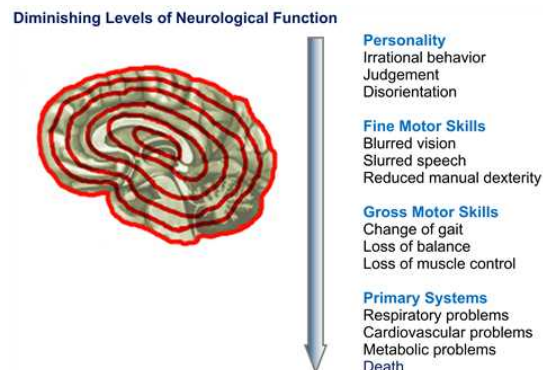 Diminishing Levels of Neurological Function
Personality
Irrational behavior
Judgement
Disorientation
Fine Motor Skills
Blurred vision
Slurred speech
Reduced manual dexterity
Gross Motor Skills
Change of gait
Loss of balance
Loss of muscle control
Primary Systems
Respiratory problems
Cardiovascular problems
Metabolic problems
Death